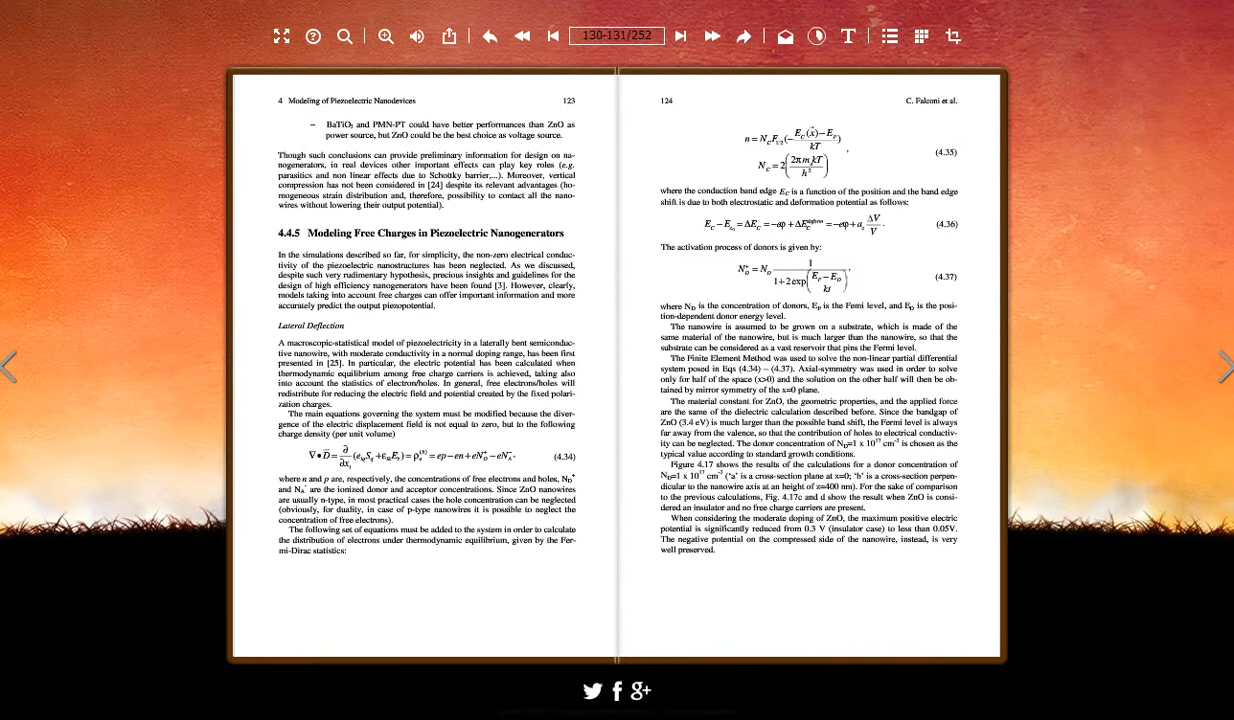 130-131/252
4 Modeling of Piezoelectric Nanodevices 123
– BaTiO3 and PMN-PT could have better performances than ZnO as
power source, but ZnO could be the best choice as voltage source.
Though such conclusions can provide preliminary information for design on na-
nogenerators, in real devices other important effects can play key roles (e.g.
parasitics and non linear effects due to Schottky barrier,...). Moreover, vertical
compression has not been considered in [24] despite its relevant advantages (ho-
mogeneous strain distribution and, therefore, possibility to contact all the nano-
wires without lowering their output potential).
4.4.5 Modeling Free Charges in Piezoelectric Nanogenerators
In the simulations described so far, for simplicity, the non-zero electrical conduc-
tivity of the piezoelectric nanostructures has been neglected. As we discussed,
despite such very rudimentary hypothesis, precious insights and guidelines for the
design of high efficiency nanogenerators have been found [3]. However, clearly,
models taking into account free charges can offer important information and more
accurately predict the output piezopotential.
Lateral Deflection
A macroscopic-statistical model of piezoelectricity in a laterally bent semiconduc-
tive nanowire, with moderate conductivity in a normal doping range, has been first
presented in [25]. In particular, the electric potential has been calculated when
thermodynamic equilibrium among free charge carriers is achieved, taking also
into account the statistics of electron/holes. In general, free electrons/holes will
redistribute for reducing the electric field and potential created by the fixed polari-
zation charges.
The main equations governing the system must be modified because the diver-
gence of the electric displacement field is not equal to zero, but to the following
charge density (per unit volume)
∇•D = ∂/∂xi (eikpSp+εikEk) = ρe(b) = ep−en+eND+−eNA−, (4.34)
where n and p are, respectively, the concentrations of free electrons and holes, ND+
and NA− are the ionized donor and acceptor concentrations. Since ZnO nanowires
are usually n-type, in most practical cases the hole concentration can be neglected
(obviously, for duality, in case of p-type nanowires it is possible to neglect the
concentration of free electrons).
The following set of equations must be added to the system in order to calculate
the distribution of electrons under thermodynamic equilibrium, given by the Fer-
mi-Dirac statistics:
124 C. Falconi et al.
n = NC F1/2(− EC(x)−EF / kT)
, (4.35)
NC = 2(2πmekT / h²)
where the conduction band edge EC is a function of the position and the band edge
shift is due to both electrostatic and deformation potential as follows:
EC − EC0 = ΔEC = −eφ + ΔECdeform = −eφ + ac ΔV/V . (4.36)
The activation process of donors is given by:
ND+ = ND 1 / 1+2exp(EF − ED / kt) , (4.37)
where ND is the concentration of donors, EF is the Femi level, and ED is the posi-
tion-dependent donor energy level.
The nanowire is assumed to be grown on a substrate, which is made of the
same material of the nanowire, but is much larger than the nanowire, so that the
substrate can be considered as a vast reservoir that pins the Fermi level.
The Finite Element Method was used to solve the non-linear partial differential
system posed in Eqs (4.34) – (4.37). Axial-symmetry was used in order to solve
only for half of the space (x>0) and the solution on the other half will then be ob-
tained by mirror symmetry of the x=0 plane.
The material constant for ZnO, the geometric properties, and the applied force
are the same of the dielectric calculation described before. Since the bandgap of
ZnO (3.4 eV) is much larger than the possible band shift, the Fermi level is always
far away from the valence, so that the contribution of holes to electrical conductiv-
ity can be neglected. The donor concentration of ND=1 x 10^17 cm^-3 is chosen as the
typical value according to standard growth conditions.
Figure 4.17 shows the results of the calculations for a donor concentration of
ND=1 x 10^17 cm^-3 ('a' is a cross-section plane at x=0; 'b' is a cross-section perpen-
dicular to the nanowire axis at an height of z=400 nm). For the sake of comparison
to the previous calculations, Fig. 4.17c and d show the result when ZnO is consi-
dered an insulator and no free charge carriers are present.
When considering the moderate doping of ZnO, the maximum positive electric
potential is significantly reduced from 0.3 V (insulator case) to less than 0.05V.
The negative potential on the compressed side of the nanowire, instead, is very
well preserved.